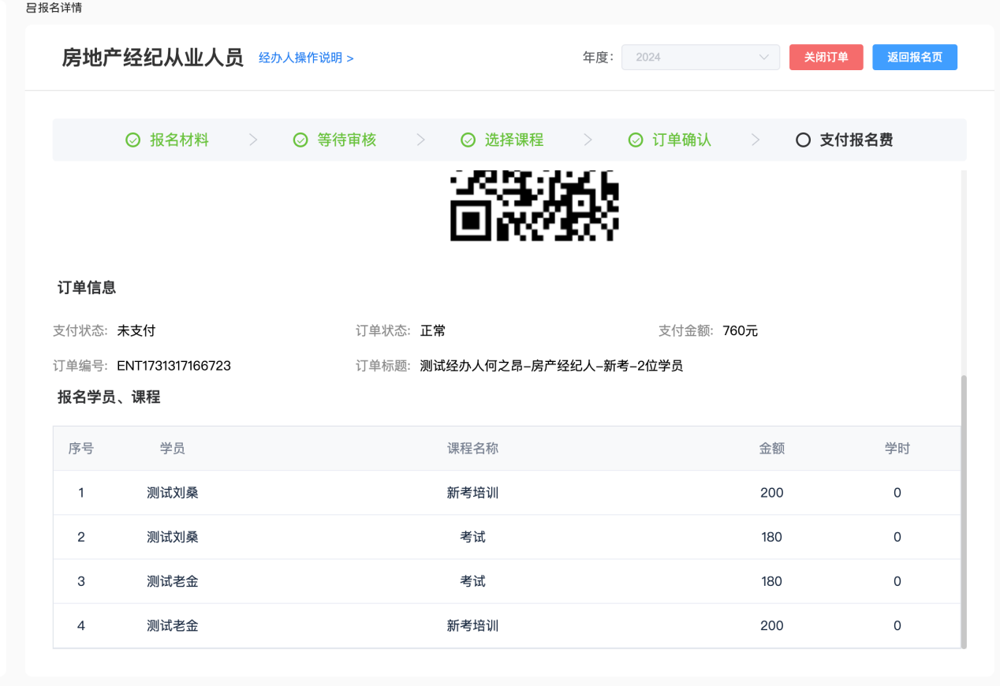 报名详情
房地产经纪从业人员 经办人操作说明 > 年度: 2024 关闭订单 返回报名页
报名材料 等待审核 选择课程 订单确认 支付报名费
订单信息
支付状态: 未支付 订单状态: 正常 支付金额: 760元
订单编号: ENT1731317166723 订单标题: 测试经办人何之昂-房产经纪人-新考-2位学员
报名学员、课程
序号 学员 课程名称 金额 学时
1 测试刘桑 新考培训 200 0
2 测试刘桑 考试 180 0
3 测试老金 考试 180 0
4 测试老金 新考培训 200 0